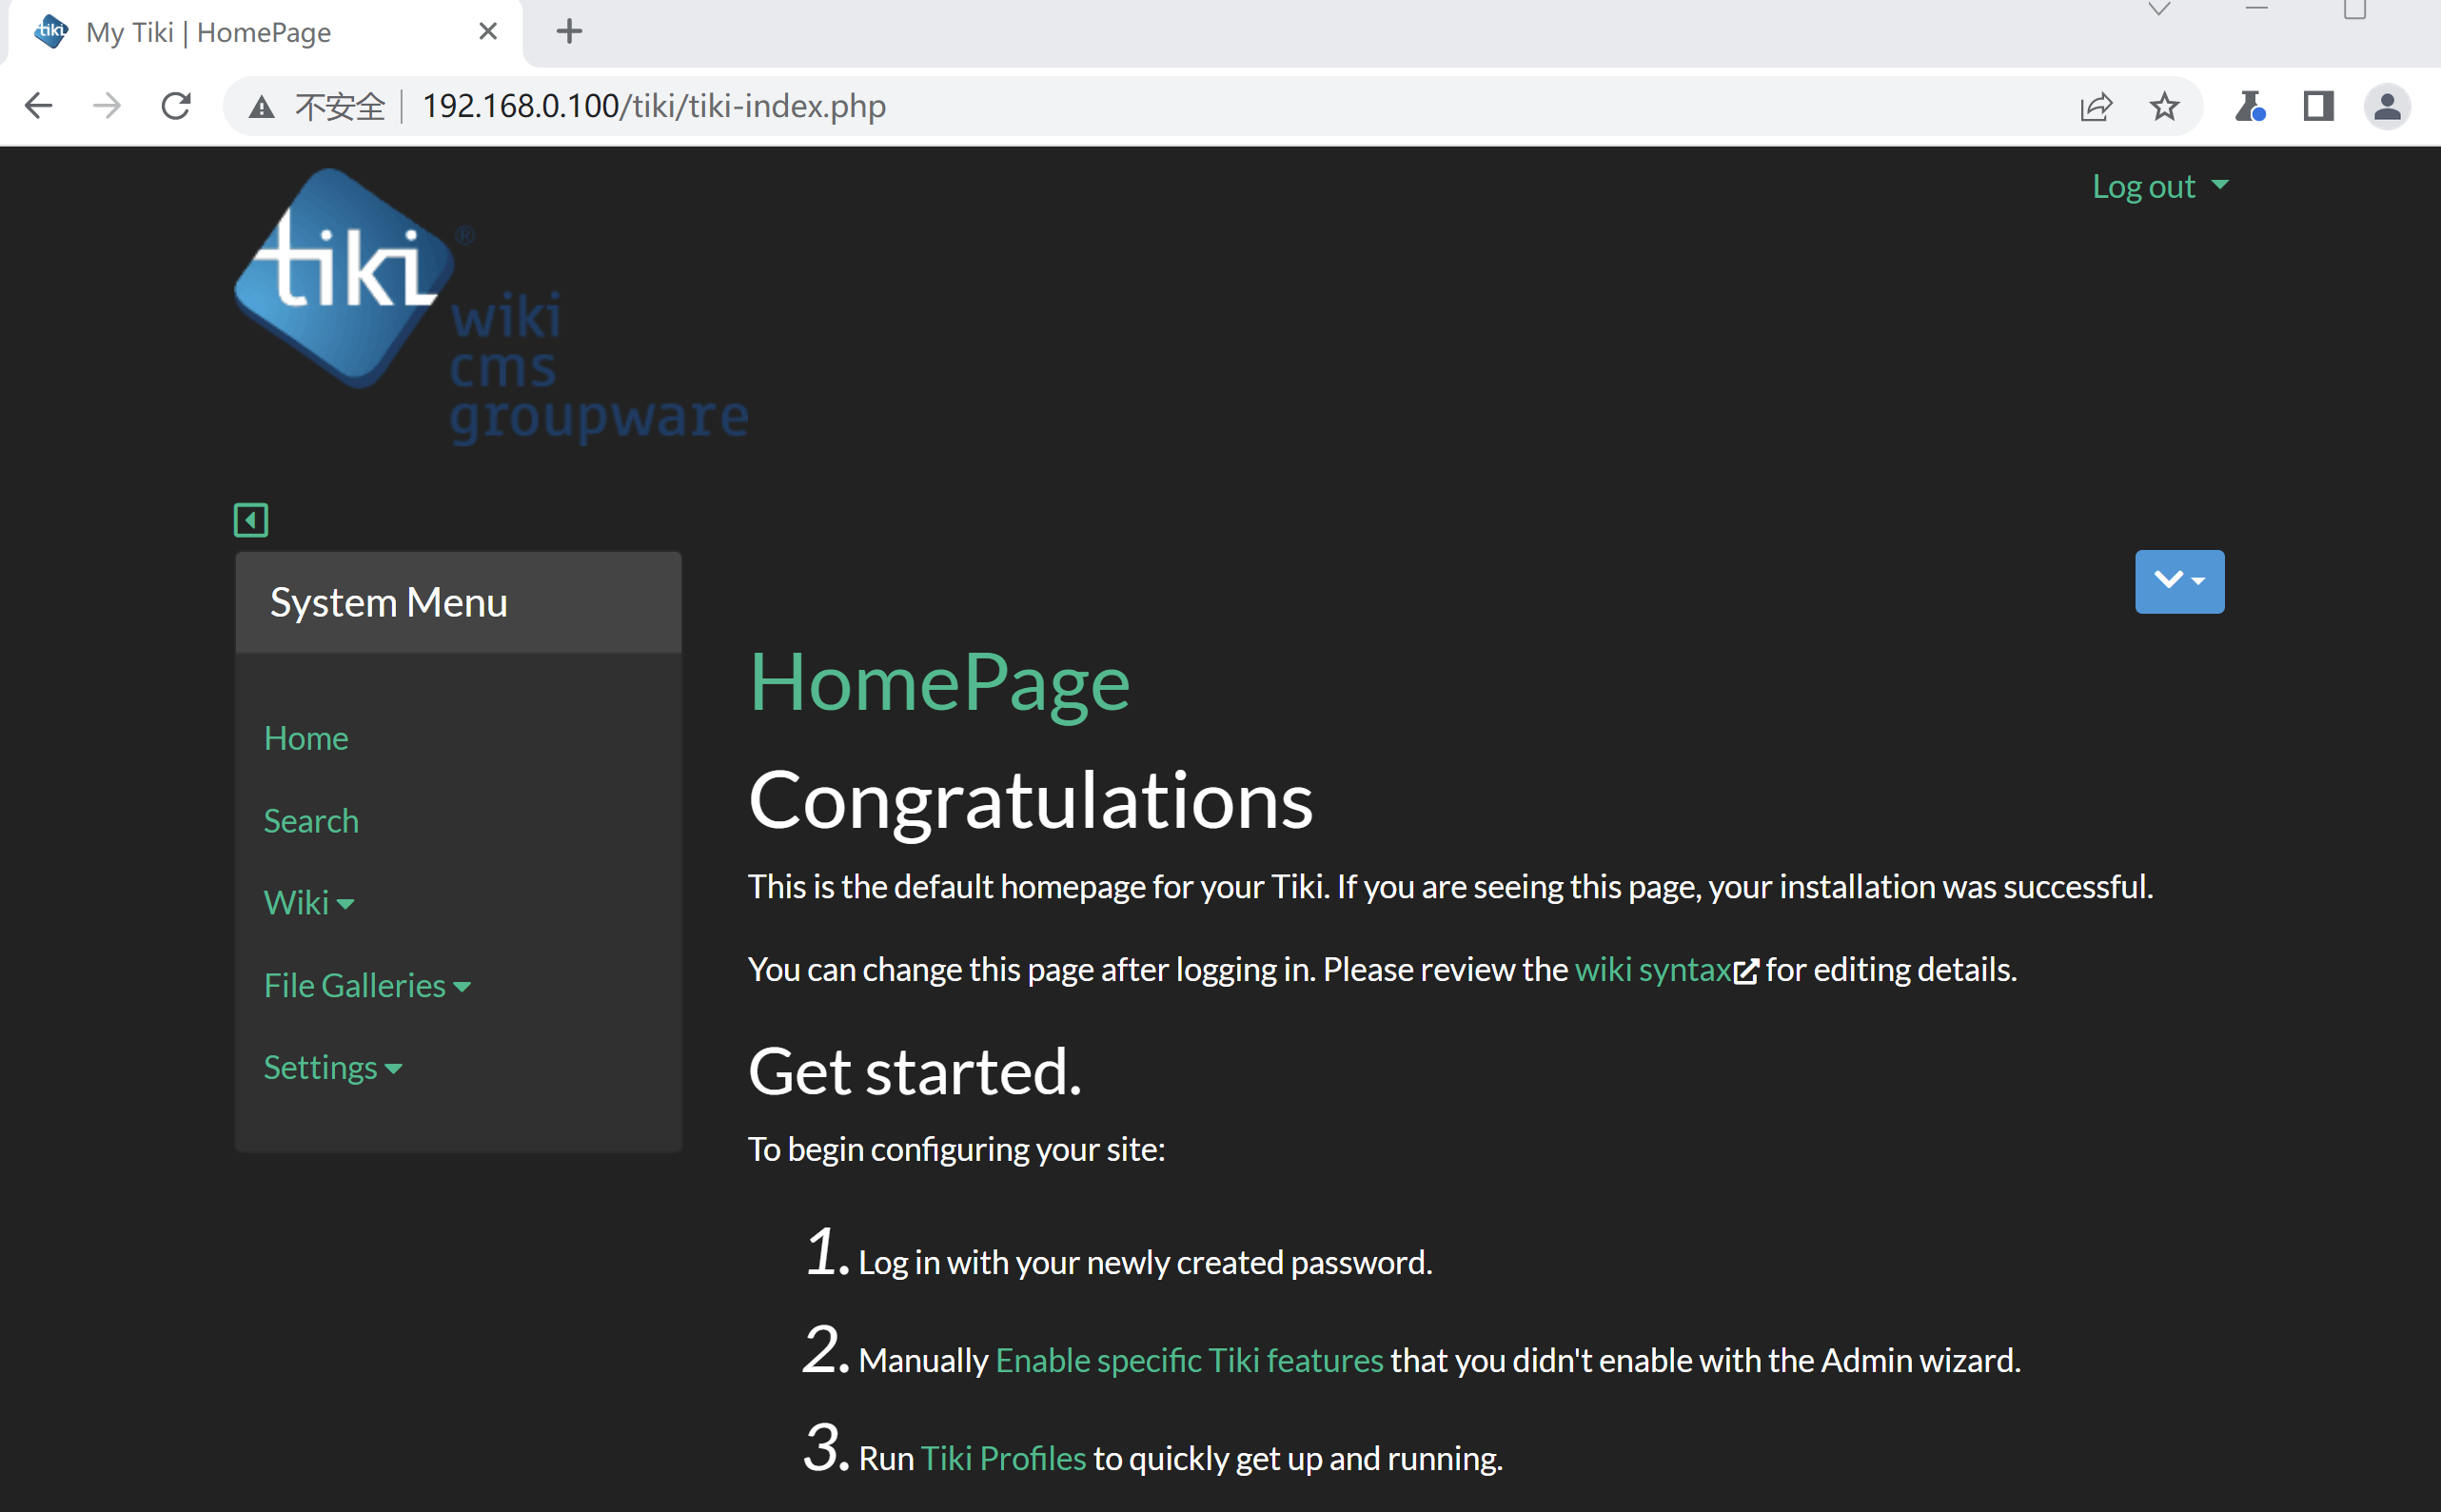 tiki My Tiki | HomePage
不安全 192.168.0.100/tiki/tiki-index.php
Log out
tiki®
wiki
cms
groupware
System Menu
Home
Search
Wiki
File Galleries
Settings
HomePage
Congratulations
This is the default homepage for your Tiki. If you are seeing this page, your installation was successful.
You can change this page after logging in. Please review the wiki syntax for editing details.
Get started.
To begin configuring your site:
1. Log in with your newly created password.
2. Manually Enable specific Tiki features that you didn't enable with the Admin wizard.
3. Run Tiki Profiles to quickly get up and running.